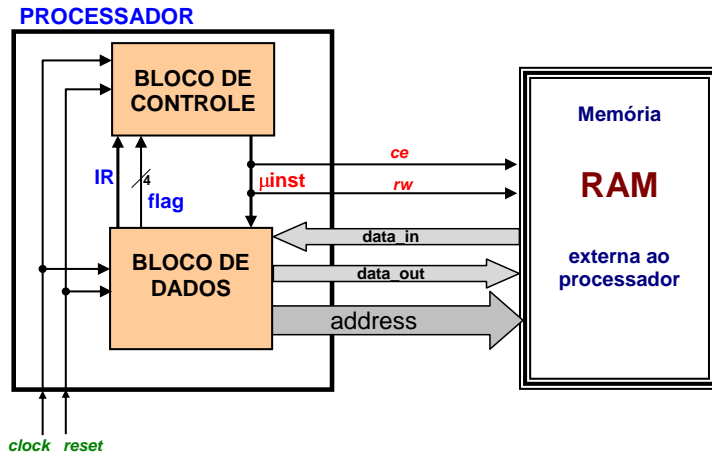 PROCESSADOR
BLOCO DE
CONTROLE
IR
4
flag
μinst
ce
rw
BLOCO DE
DADOS
data_in
data_out
address
Memória
RAM
externa ao
processador
clock
reset